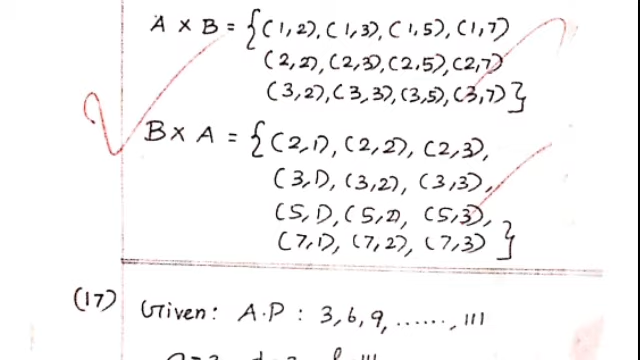 A × B = {(1,2),(1,3),(1,5),(1,7)
(2,2),(2,3),(2,5),(2,7)
(3,2),(3,3),(3,5),(3,7)}
B × A = {(2,1),(2,2),(2,3),
(3,1),(3,2),(3,3),
(5,1),(5,2),(5,3),
(7,1),(7,2),(7,3)}
(17) Given: A.P : 3,6,9,......,111